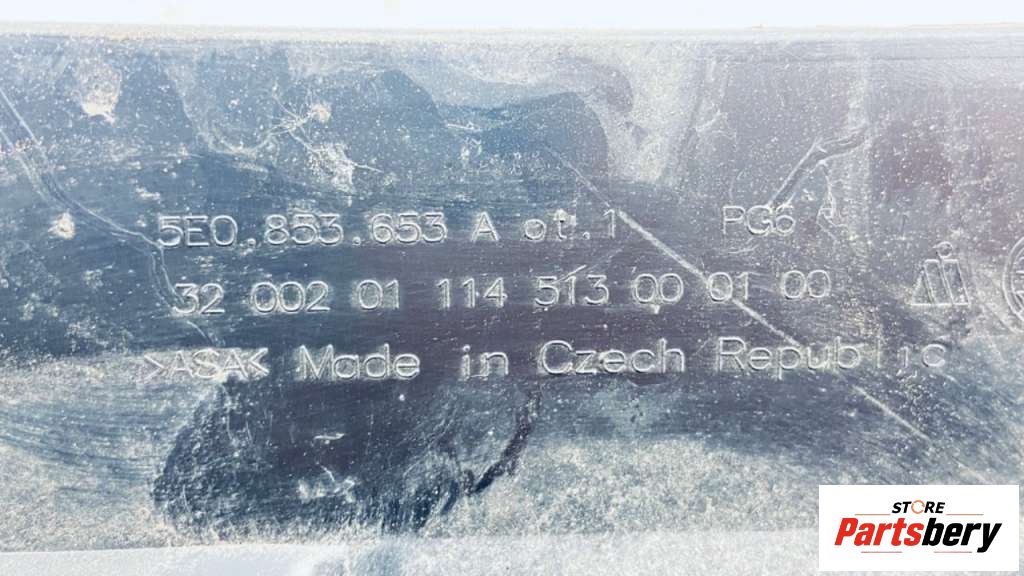 5E0.853.653 A ot.1 PG6
32 002 01 114 513 00 01 00
>ASA< Made in Czech Republic
STORE
Partsbery